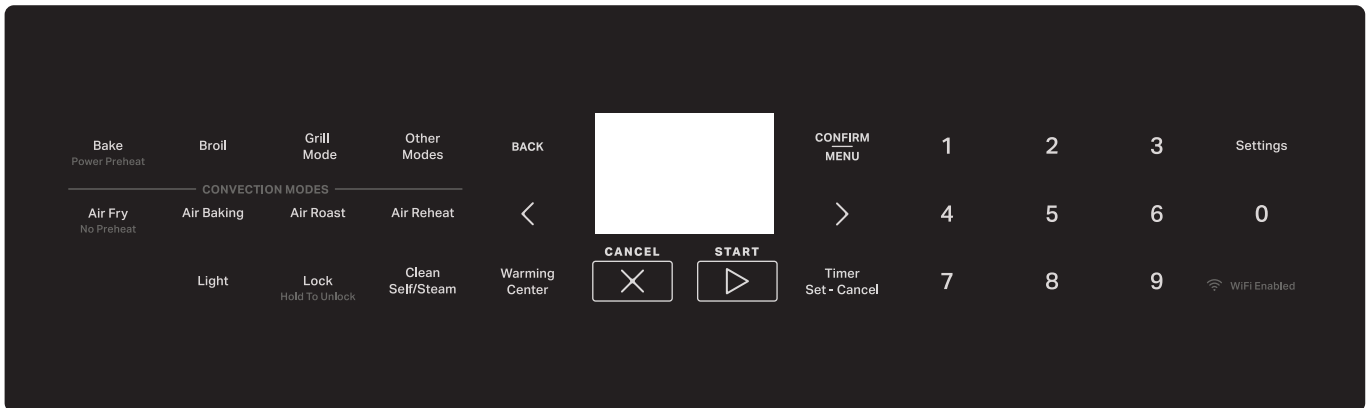 Bake
Power Preheat
Broil
Grill
Mode
Other
Modes
BACK
CONFIRM
MENU
1
2
3
Settings
CONVECTION MODES
Air Fry
No Preheat
Air Baking
Air Roast
Air Reheat
<
>
4
5
6
0
Light
Lock
Hold To Unlock
Clean
Self/Steam
Warming
Center
CANCEL
START
Timer
Set - Cancel
7
8
9
WiFi Enabled